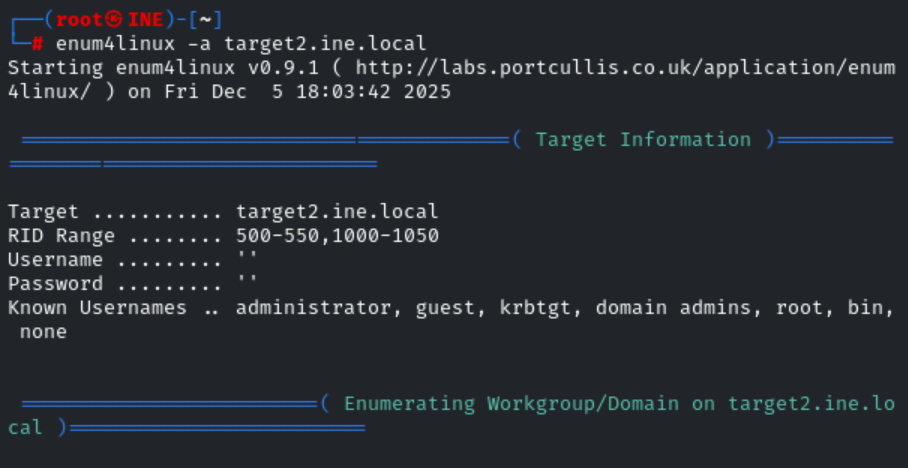 ┌──(root㉿INE)-[~]
└─# enum4linux -a target2.ine.local
Starting enum4linux v0.9.1 ( http://labs.portcullis.co.uk/application/enum
4linux/ ) on Fri Dec  5 18:03:42 2025
=========================================( Target Information )=========================================
Target ........... target2.ine.local
RID Range ........ 500-550,1000-1050
Username ......... ''
Password ......... ''
Known Usernames .. administrator, guest, krbtgt, domain admins, root, bin,
 none
=========================( Enumerating Workgroup/Domain on target2.ine.lo
cal )=========================